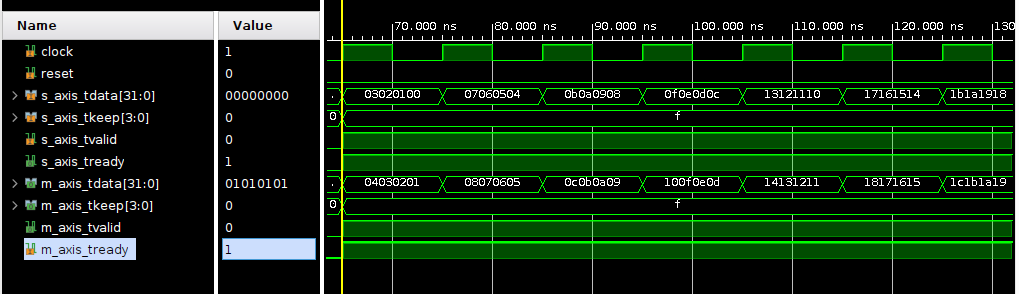 Name Value
70.000 ns 80.000 ns 90.000 ns 100.000 ns 110.000 ns 120.000 ns 130
clock 1
reset 0
s_axis_tdata[31:0] 00000000 . 03020100 07060504 0b0a0908 0f0e0d0c 13121110 17161514 1b1a1918
s_axis_tkeep[3:0] 0 0 f
s_axis_tvalid 0
s_axis_tready 1
m_axis_tdata[31:0] 01010101 . 04030201 08070605 0c0b0a09 100f0e0d 14131211 18171615 1c1b1a19
m_axis_tkeep[3:0] 0 0 f
m_axis_tvalid 0
m_axis_tready 1